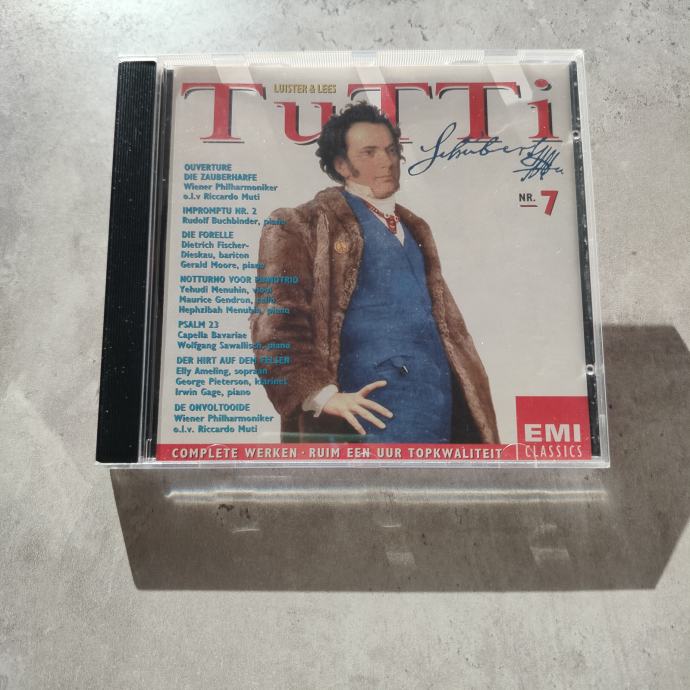 LUISTER & LEES
TuTTi
Schubert
NR. 7
OUVERTURE
DIE ZAUBERHARFE
Wiener Philharmoniker
o.l.v Riccardo Muti
IMPROMPTU NR. 2
Rudolf Buchbinder, piano
DIE FORELLE
Dietrich Fischer-
Dieskau, bariton
Gerald Moore, piano
NOTTURNO VOOR PIANOTRIO
Yehudi Menuhin, viool
Maurice Gendron, cello
Hephzibah Menuhin, piano
PSALM 23
Capella Bavariae
Wolfgang Sawallisch, piano
DER HIRT AUF DEM FELSEN
Elly Ameling, sopraan
George Pieterson, klarinet
Irwin Gage, piano
DE ONVOLTOOIDE
Wiener Philharmoniker
o.l.v. Riccardo Muti
EMI
CLASSICS
COMPLETE WERKEN · RUIM EEN UUR TOPKWALITEIT